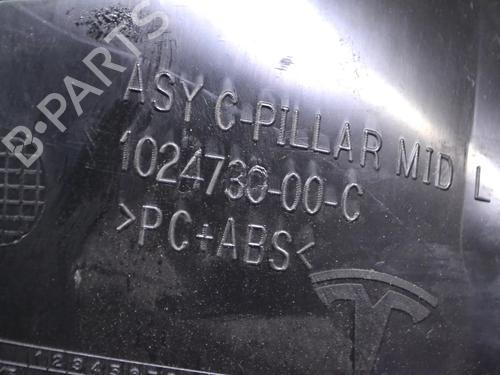 B-PARTS
ASY C-PILLAR MID L
1024730-00-C
>PC+ABS<